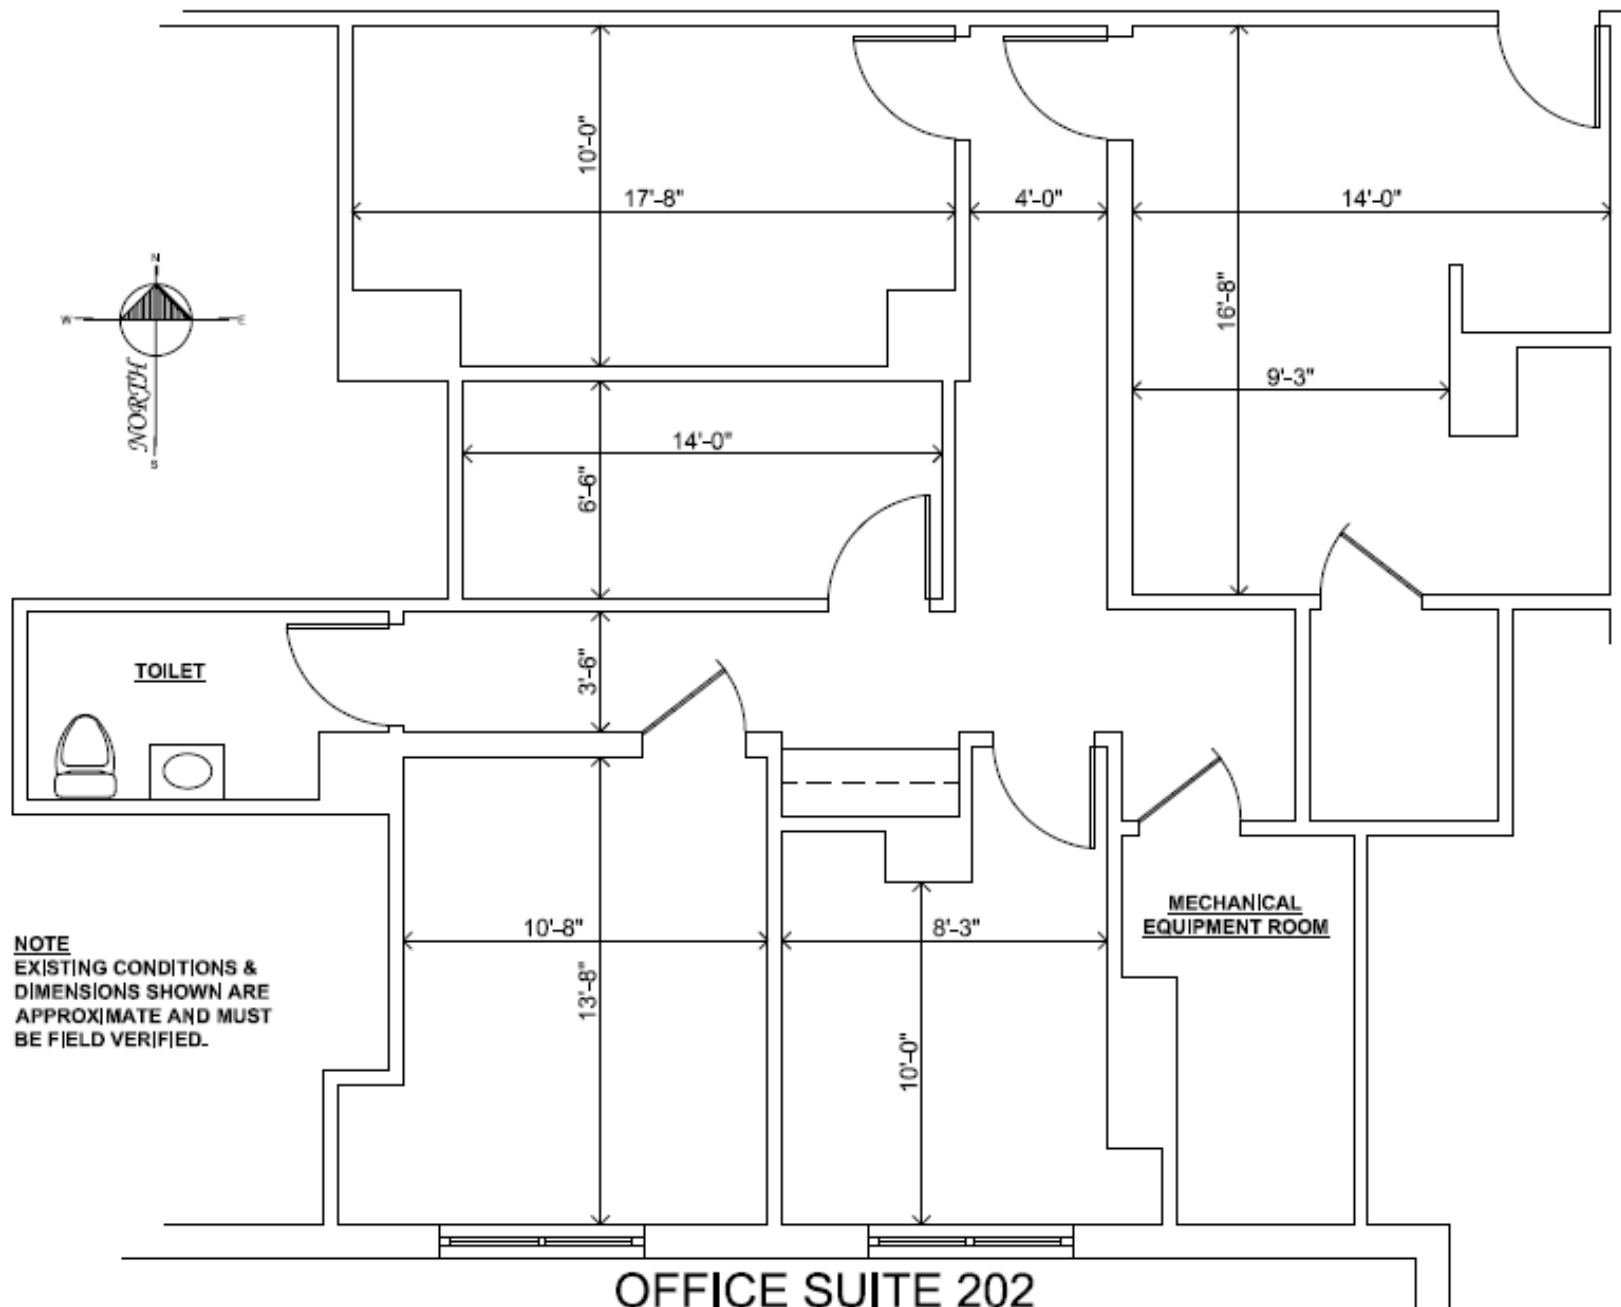 10'-0"
17'-8"
4'-0"
14'-0"
16'-8"
N
W
E
NORTH
S
9'-3"
14'-0"
6'-6"
TOILET
3'-6"
10'-8"
13'-8"
8'-3"
10'-0"
MECHANICAL
EQUIPMENT ROOM
NOTE
EXISTING CONDITIONS &
DIMENSIONS SHOWN ARE
APPROXIMATE AND MUST
BE FIELD VERIFIED.
OFFICE SUITE 202